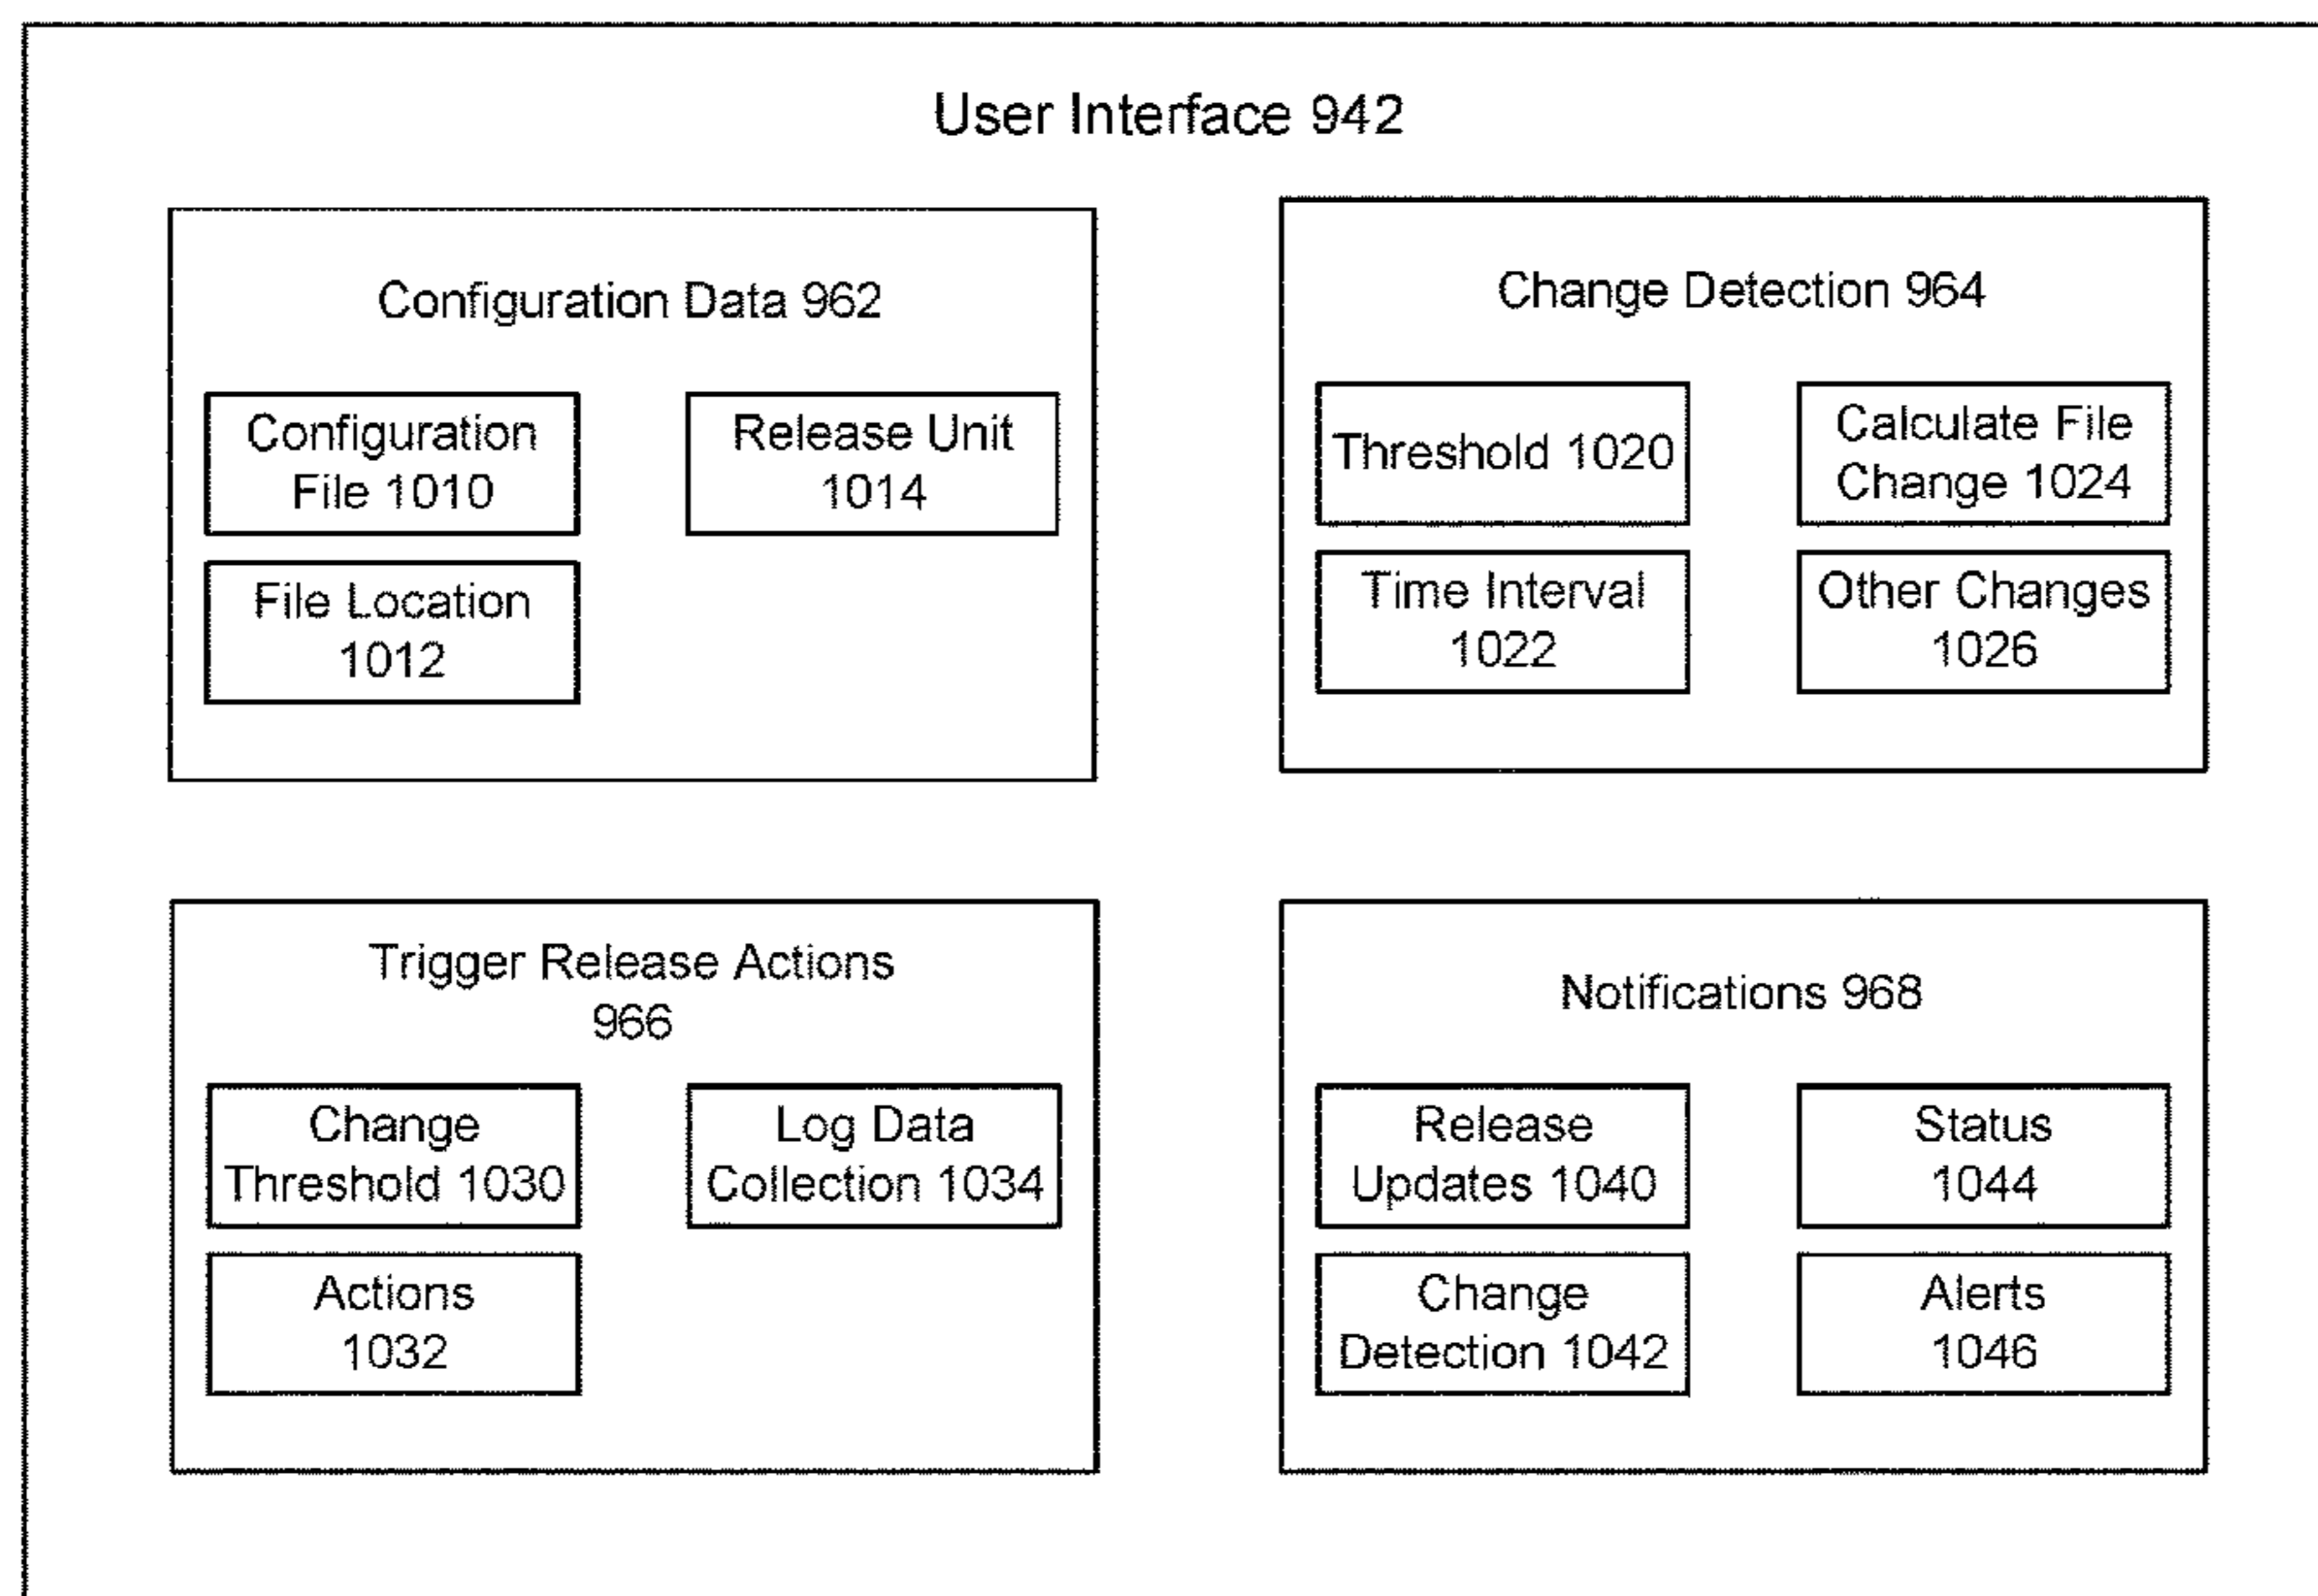 User Interface 942
Configuration Data 962
Configuration
File 1010
Release Unit
1014
File Location
1012
Change Detection 964
Threshold 1020
Calculate File
Change 1024
Time Interval
1022
Other Changes
1026
Trigger Release Actions
966
Change
Threshold 1030
Log Data
Collection 1034
Actions
1032
Notifications 968
Release
Updates 1040
Status
1044
Change
Detection 1042
Alerts
1046